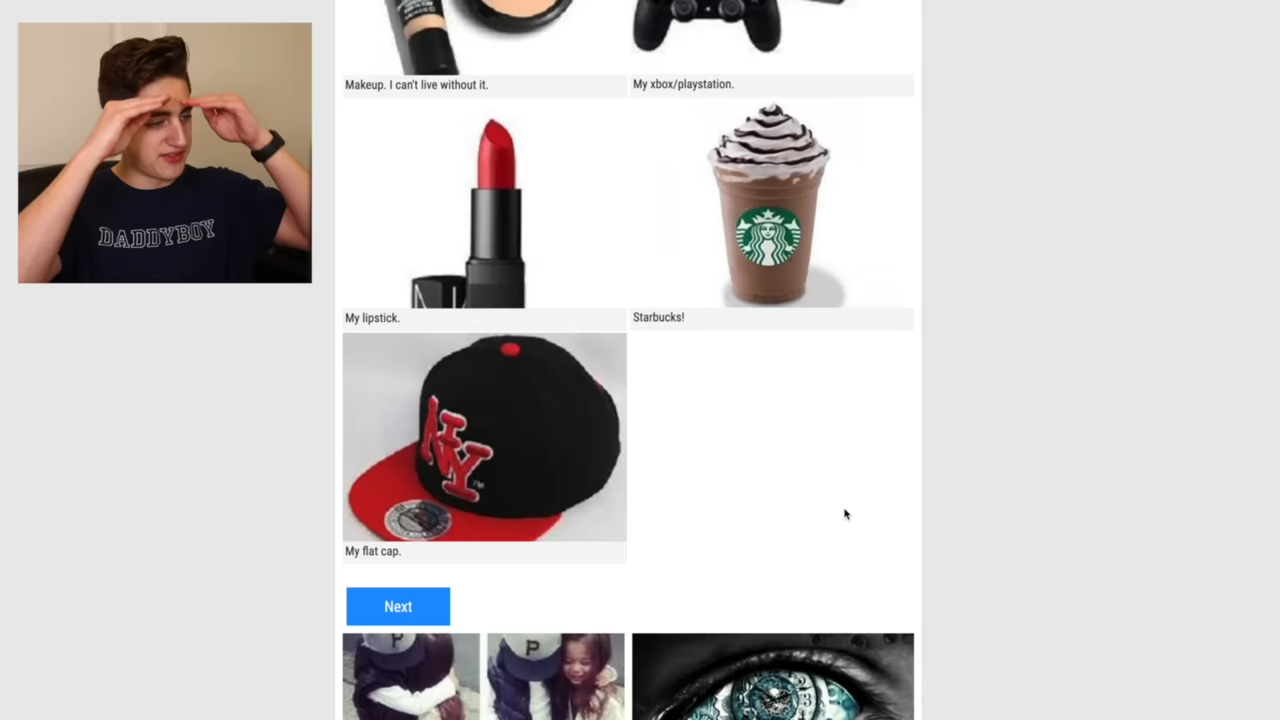 Makeup. I can't live without it.
My xbox/playstation.
DADDYBOY
My lipstick.
Starbucks!
NY
My flat cap.
Next
P
P